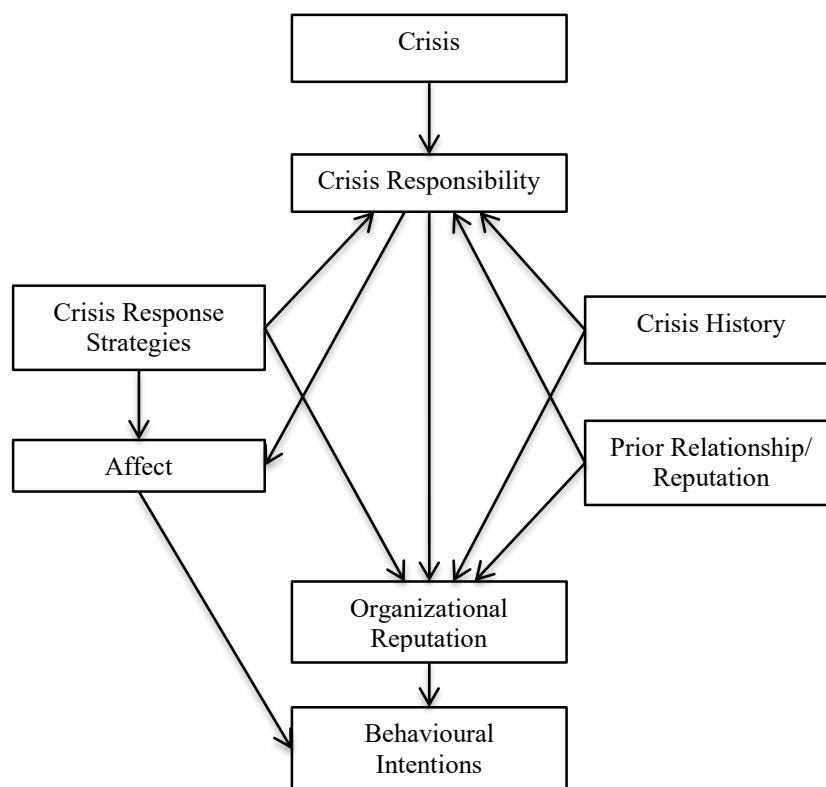 Crisis
Crisis Responsibility
Crisis Response
Strategies
Crisis History
Affect
Prior Relationship/
Reputation
Organizational
Reputation
Behavioural
Intentions